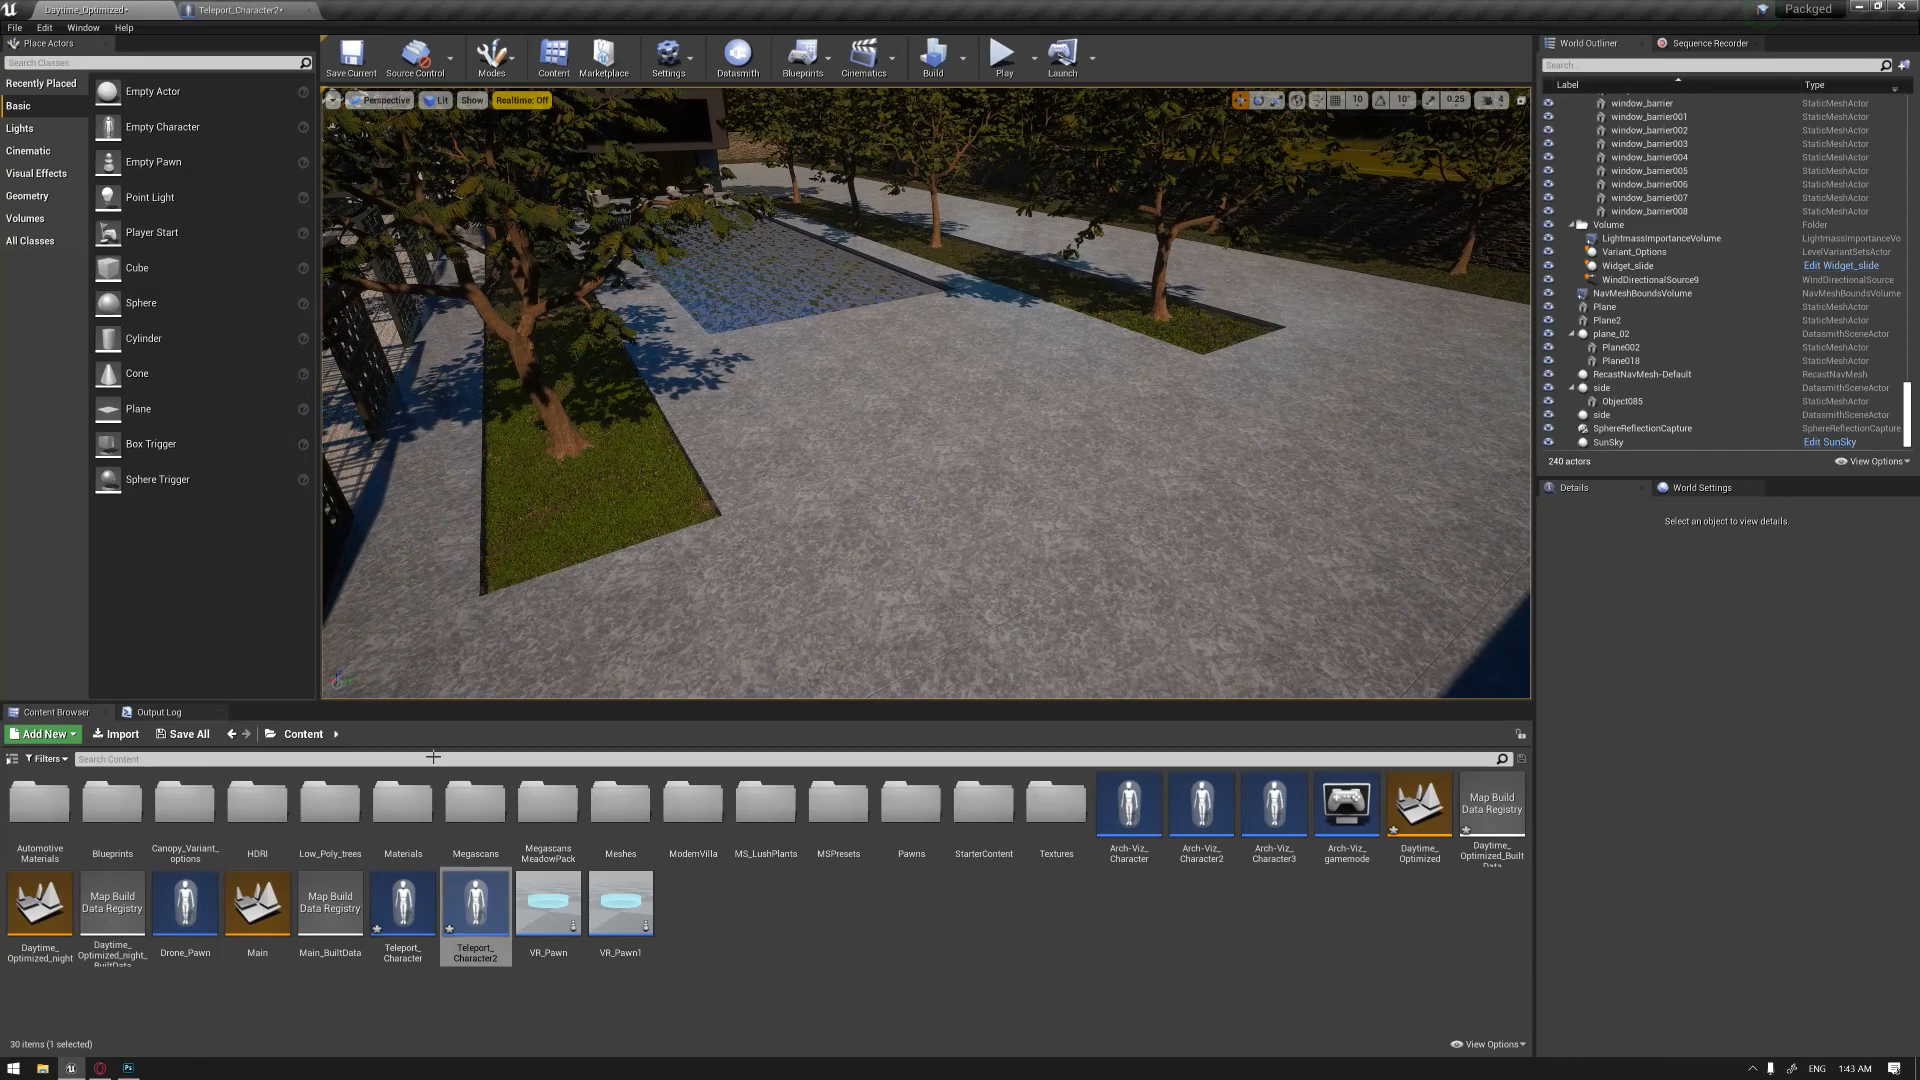 Daytime_Optimized*
Teleport_Character2*
Packged
File Edit Window Help
Place Actors
Search Classes
Recently Placed
Basic
Lights
Cinematic
Visual Effects
Geometry
Volumes
All Classes
Empty Actor
Empty Character
Empty Pawn
Point Light
Player Start
Cube
Sphere
Cylinder
Cone
Plane
Box Trigger
Sphere Trigger
Save Current
Source Control
Modes
Content
Marketplace
Settings
Datasmith
Blueprints
Cinematics
Build
Play
Launch
Perspective
Lit
Show
Realtime: Off
10
10°
0.25
4
World Outliner
Sequence Recorder
Search...
Label Type
window_barrier StaticMeshActor
window_barrier001 StaticMeshActor
window_barrier002 StaticMeshActor
window_barrier003 StaticMeshActor
window_barrier004 StaticMeshActor
window_barrier005 StaticMeshActor
window_barrier006 StaticMeshActor
window_barrier007 StaticMeshActor
window_barrier008 StaticMeshActor
Volume Folder
LightmassImportanceVolume LightmassImportanceVo
Variant_Options LevelVariantSetsActor
Widget_slide Edit Widget_slide
WindDirectionalSource9 WindDirectionalSource
NavMeshBoundsVolume NavMeshBoundsVolume
Plane StaticMeshActor
Plane2 StaticMeshActor
plane_02 DatasmithSceneActor
Plane002 StaticMeshActor
Plane018 StaticMeshActor
RecastNavMesh-Default RecastNavMesh
side DatasmithSceneActor
Object085 StaticMeshActor
side DatasmithSceneActor
SphereReflectionCapture SphereReflectionCapture
SunSky Edit SunSky
240 actors
View Options
Details
World Settings
Select an object to view details.
Content Browser
Output Log
Add New
Import
Save All
Content
Filters
Search Content
Automotive
Materials
Blueprints
Canopy_Variant_
options
HDRI
Low_Poly_trees
Materials
Megascans
Megascans
MeadowPack
Meshes
ModernVilla
MS_LushPlants
MSPresets
Pawns
StarterContent
Textures
Arch-Viz_
Character
Arch-Viz_
Character2
Arch-Viz_
Character3
Arch-Viz_
gamemode
Daytime_
Optimized
Map Build
Data Registry
Daytime_
Optimized_Built
Data
Daytime_
Optimized_night
Map Build
Data Registry
Daytime_
Optimized_night_
BuiltData
Drone_Pawn
Main
Map Build
Data Registry
Main_BuiltData
Teleport_
Character
Teleport_
Character2
VR_Pawn
VR_Pawn1
30 items (1 selected)
View Options
Ps
ENG
1:43 AM